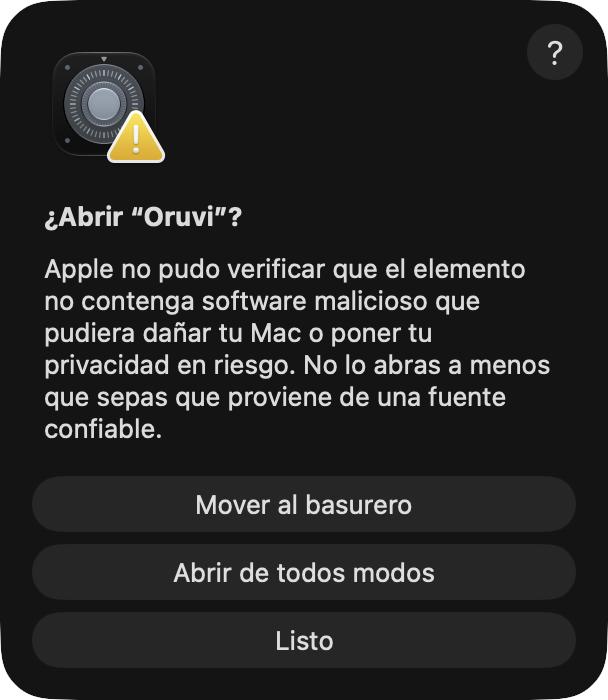 ?
¿Abrir “Oruvi”?
Apple no pudo verificar que el elemento
no contenga software malicioso que
pudiera dañar tu Mac o poner tu
privacidad en riesgo. No lo abras a menos
que sepas que proviene de una fuente
confiable.
Mover al basurero
Abrir de todos modos
Listo